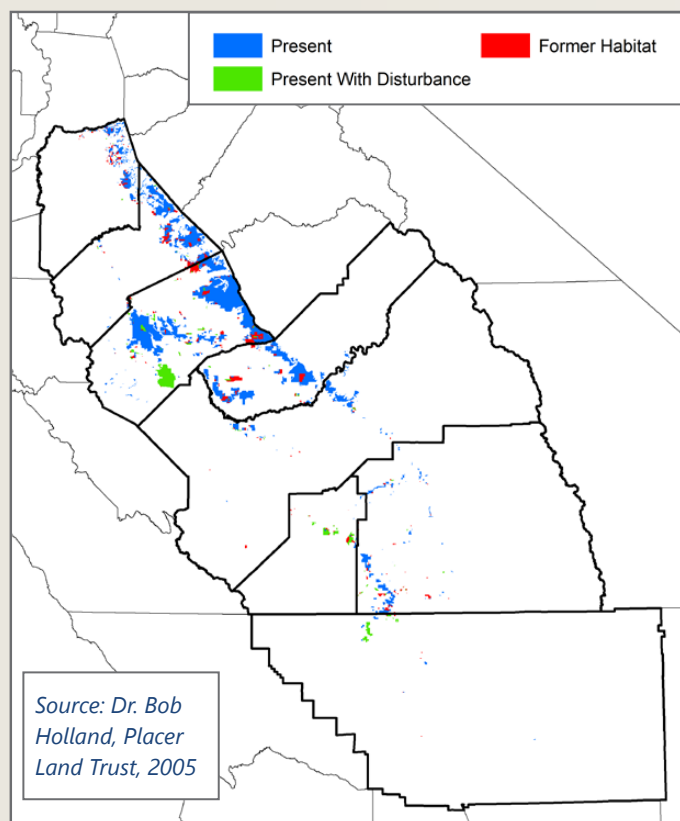 Present
Former Habitat
Present With Disturbance
Source: Dr. Bob
Holland, Placer
Land Trust, 2005